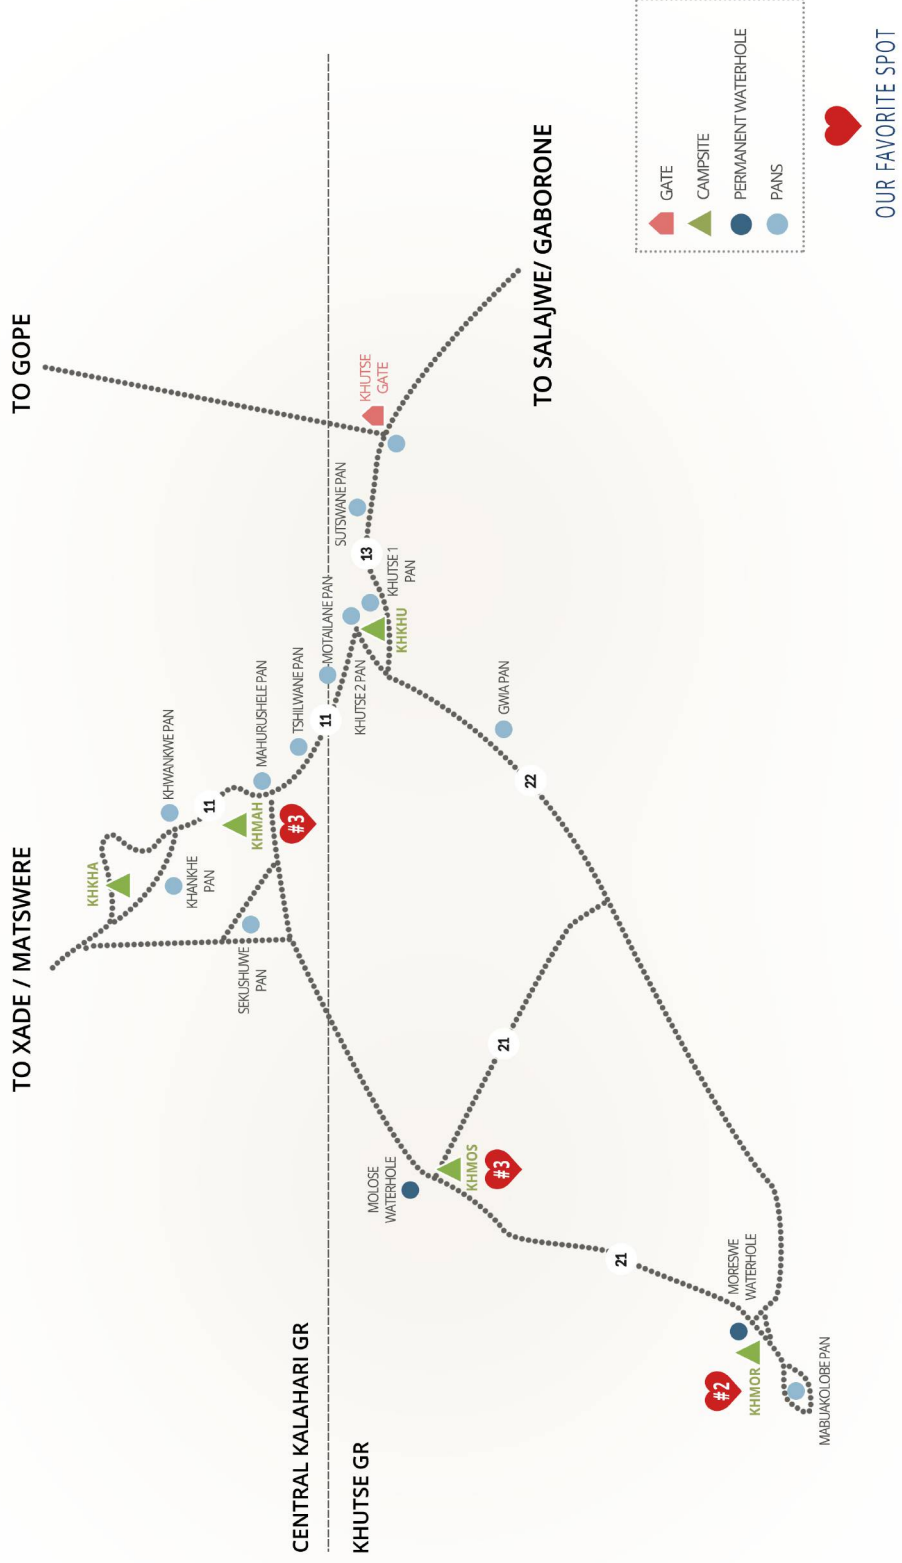 TO XADE / MATSWERE
TO GOPE
KHKHA
KHWANKWE PAN
KHANKHE
PAN
11
KHMAH
#3
MAHURUSHELE PAN
SEKUSHUWE
PAN
TSHILWANE PAN
11
MOTAILANE PAN
CENTRAL KALAHARI GR
KHUTSE GR
KHUTSE 2 PAN
SUTSWANE PAN
13
KHUTSE
GATE
KHUTSE 1
PAN
KHKHU
TO SALAJWE/ GABORONE
MOLOSE
WATERHOLE
KHMOS
#3
21
GWIA PAN
22
21
MORESWE
WATERHOLE
#2
KHMOR
MABUAKOLOBE PAN
GATE
CAMPSITE
PERMANENT WATERHOLE
PANS
OUR FAVORITE SPOT